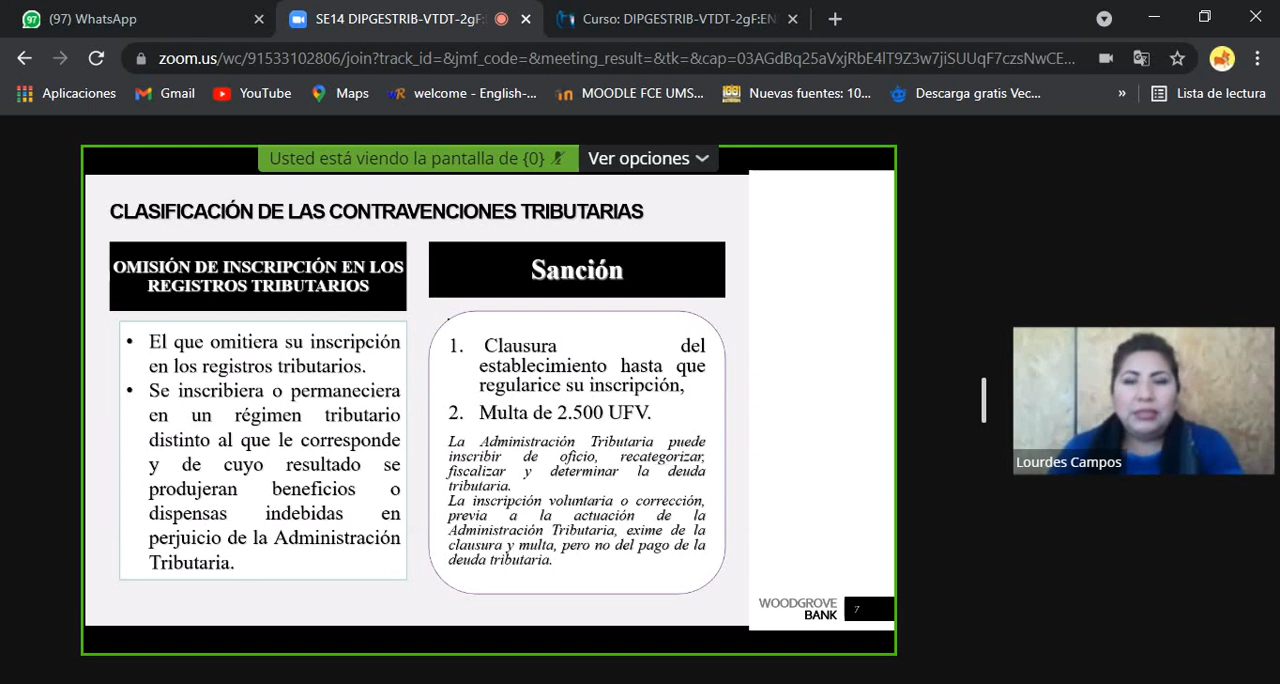 (97) WhatsApp
SE14 DIPGESTRIB-VTDT-2gF:
Curso: DIPGESTRIB-VTDT-2gF:EN
zoom.us/wc/91533102806/join?track_id=&jmf_code=&meeting_result=&tk=&cap=03AGdBq25aVxjRbE4lT9Z3w7jiSUUqF7czsNwCE...
Aplicaciones
Gmail
YouTube
Maps
welcome - English-...
MOODLE FCE UMS...
Nuevas fuentes: 10...
Descarga gratis Vec...
»
Lista de lectura
Usted está viendo la pantalla de {0}
Ver opciones
CLASIFICACIÓN DE LAS CONTRAVENCIONES TRIBUTARIAS
OMISIÓN DE INSCRIPCIÓN EN LOS
REGISTROS TRIBUTARIOS
• El que omitiera su inscripción
en los registros tributarios.
• Se inscribiera o permaneciera
en un régimen tributario
distinto al que le corresponde
y de cuyo resultado se
produjeran beneficios o
dispensas indebidas en
perjuicio de la Administración
Tributaria.
Sanción
1. Clausura del
establecimiento hasta que
regularice su inscripción,
2. Multa de 2.500 UFV.
La Administración Tributaria puede
inscribir de oficio, recategorizar,
fiscalizar y determinar la deuda
tributaria.
La inscripción voluntaria o corrección,
previa a la actuación de la
Administración Tributaria, exime de la
clausura y multa, pero no del pago de la
deuda tributaria.
WOODGROVE
BANK
7
Lourdes Campos